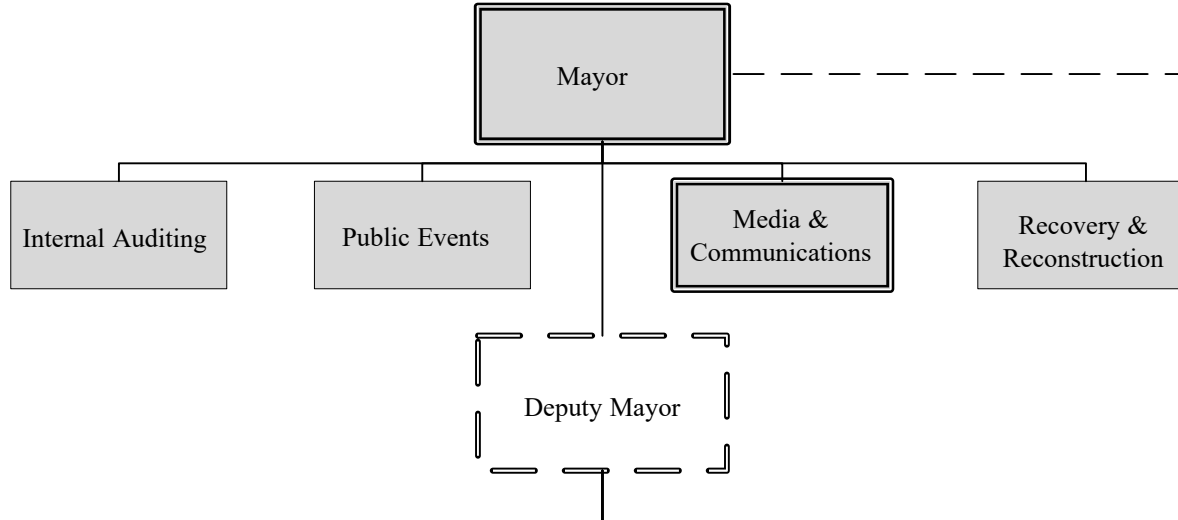 Mayor
Internal Auditing
Public Events
Media &
Communications
Recovery &
Reconstruction
Deputy Mayor